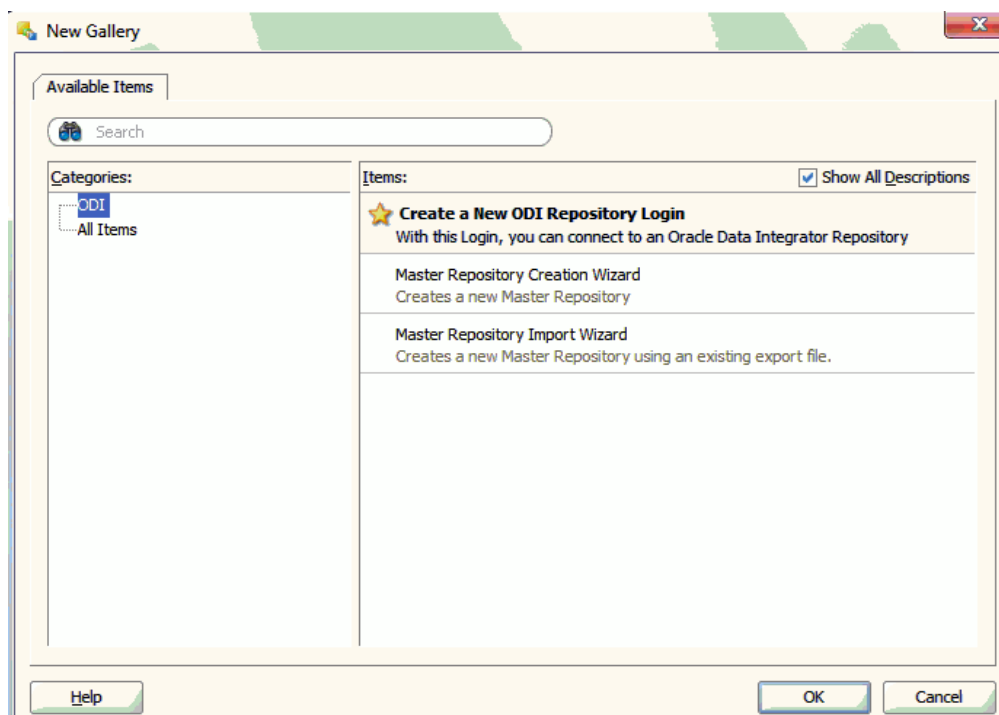 New Gallery
Available Items
Search
Categories:
ODI
All Items
Items:
Show All Descriptions
Create a New ODI Repository Login
With this Login, you can connect to an Oracle Data Integrator Repository
Master Repository Creation Wizard
Creates a new Master Repository
Master Repository Import Wizard
Creates a new Master Repository using an existing export file.
Help
OK
Cancel